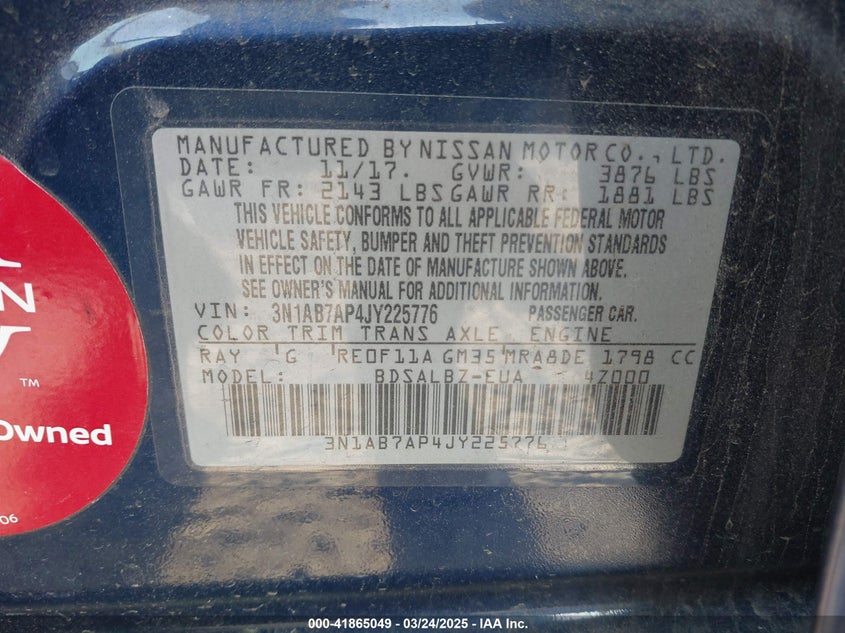 MANUFACTURED BY NISSAN MOTOR CO., LTD.
DATE: 11/17. GVWR: 3876 LBS
GAWR FR: 2143 LBS GAWR RR: 1881 LBS
THIS VEHICLE CONFORMS TO ALL APPLICABLE FEDERAL MOTOR
VEHICLE SAFETY, BUMPER AND THEFT PREVENTION STANDARDS
IN EFFECT ON THE DATE OF MANUFACTURE SHOWN ABOVE.
SEE OWNER'S MANUAL FOR ADDITIONAL INFORMATION.
VIN: 3N1AB7AP4JY225776 PASSENGER CAR.
COLOR TRIM TRANS AXLE ENGINE
RAY G RE0F11A GM35 MRA8DE 1798 CC
MODEL: BDSALBZ-EUA 4Z000
3N1AB7AP4JY225776
Y
N
TM
Owned
06
000-41865049 - 03/24/2025 - IAA Inc.